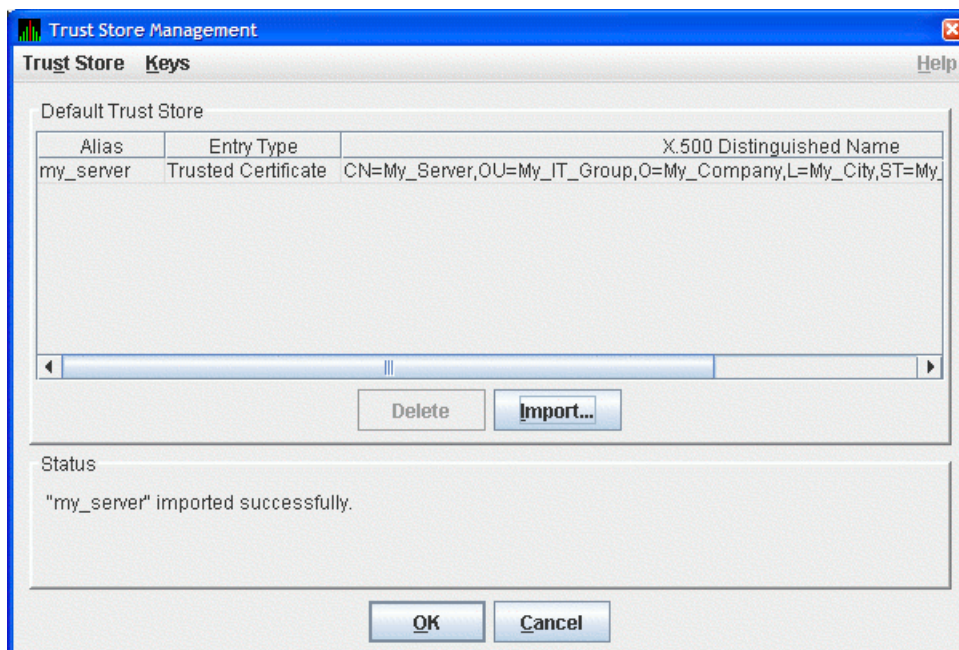 Trust Store Management
Trust Store Keys Help
Default Trust Store
Alias Entry Type X.500 Distinguished Name
my_server Trusted Certificate CN=My_Server,OU=My_IT_Group,O=My_Company,L=My_City,ST=My_
Delete Import...
Status
"my_server" imported successfully.
OK Cancel